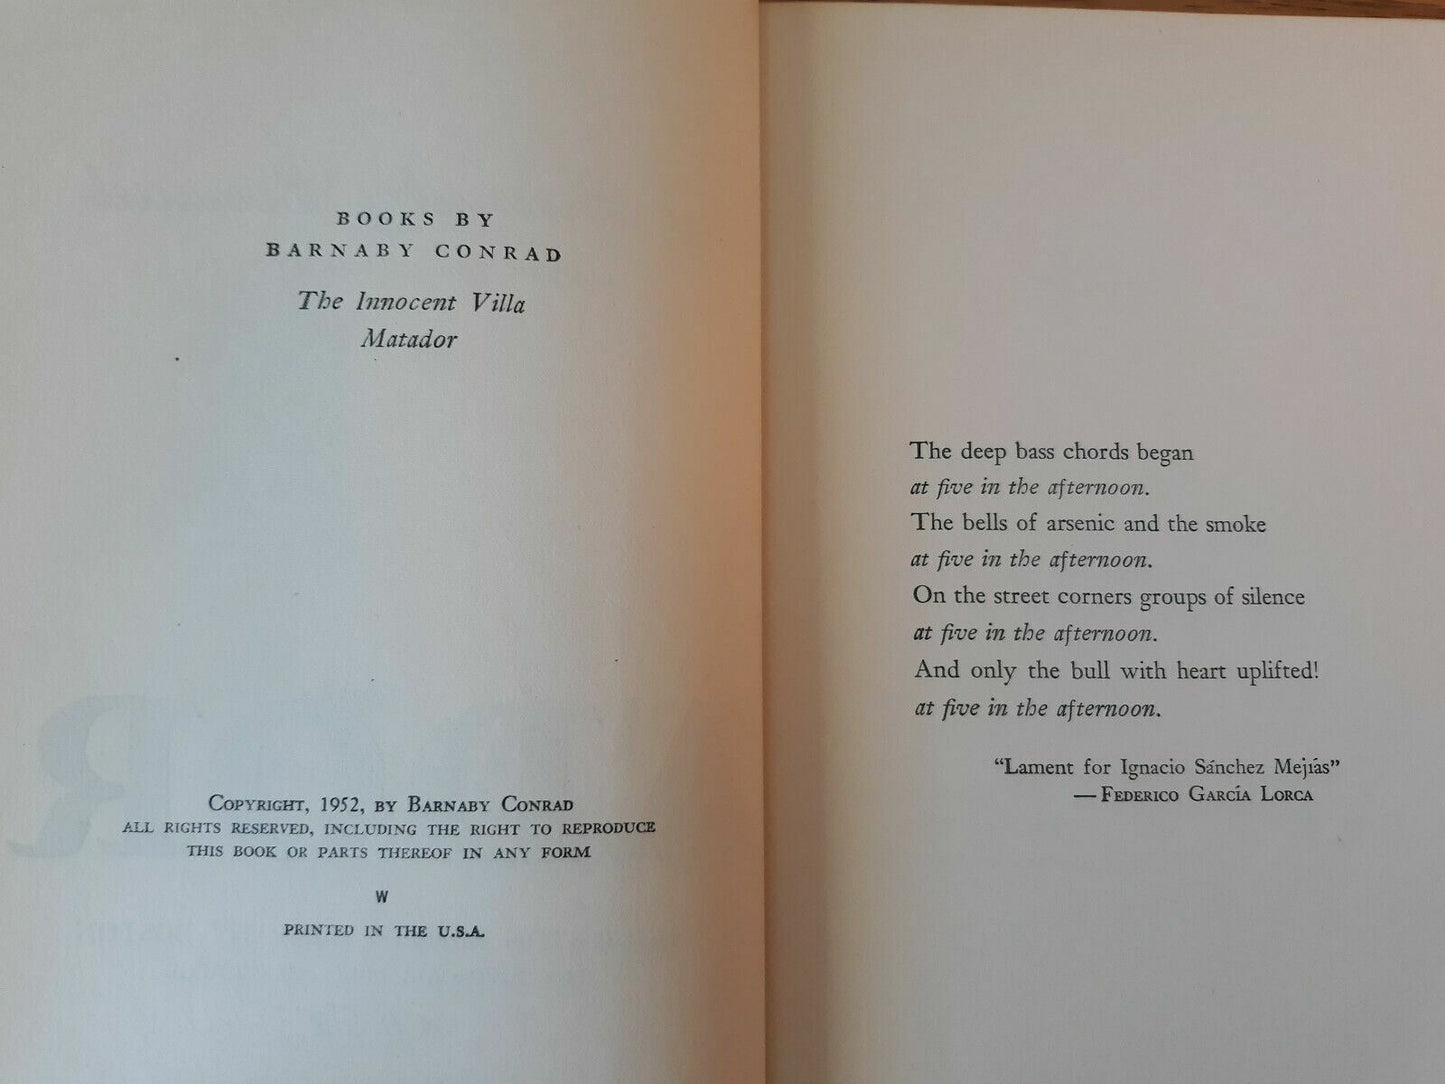 BOOKS BY
BARNABY CONRAD
The Innocent Villa
Matador
COPYRIGHT, 1952, BY BARNABY CONRAD
ALL RIGHTS RESERVED, INCLUDING THE RIGHT TO REPRODUCE
THIS BOOK OR PARTS THEREOF IN ANY FORM
W
PRINTED IN THE U.S.A.
The deep bass chords began
at five in the afternoon.
The bells of arsenic and the smoke
at five in the afternoon.
On the street corners groups of silence
at five in the afternoon.
And only the bull with heart uplifted!
at five in the afternoon.
“Lament for Ignacio Sánchez Mejías”
—FEDERICO GARCÍA LORCA